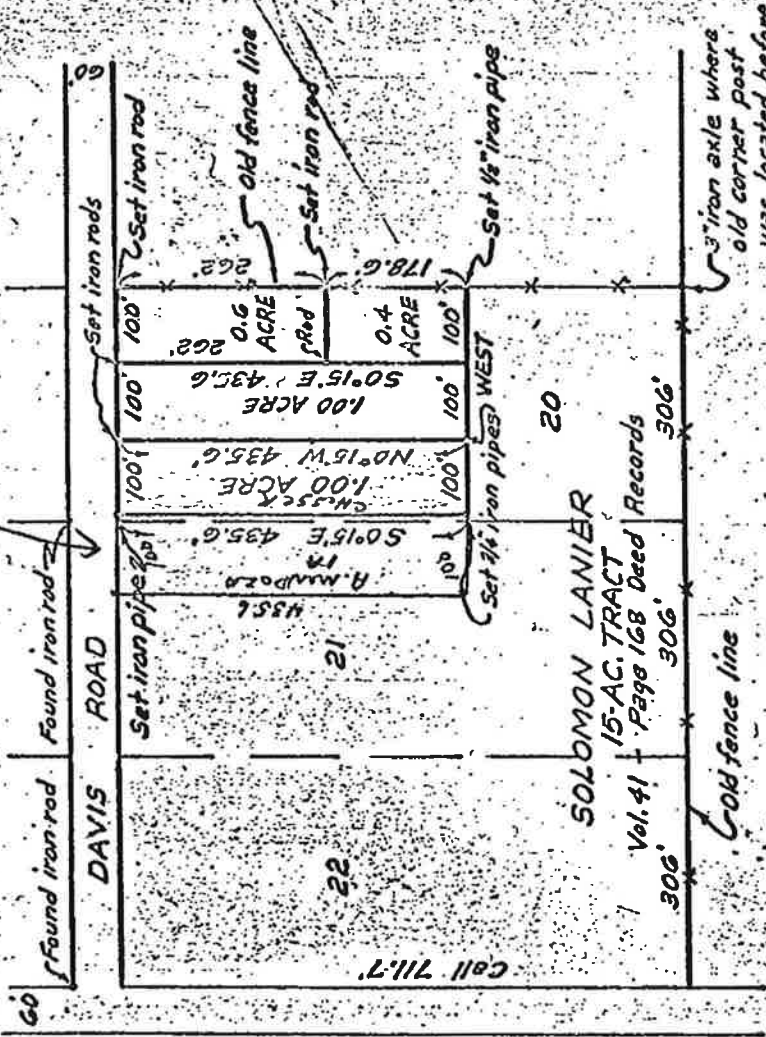 60'
Found iron rod
Found iron rod
DAVIS ROAD
60'
Set iron rods
Set iron rod
Old fence line
Set iron rod
Set 1/2" iron pipe
Set iron pipe
100'
100'
100'
100'
262'
262'
0.6
ACRE
Rod
178.6'
0.4
ACRE
100'
100'
100'
100'
S0°15'E 435.6'
1.00 ACRE
N0°15'W 435.6'
1.00 ACRE
S0°15'E 435.6'
A. MENDOZA
1A
435.6
Set 3/4" iron pipes
WEST
20
21
22
SOLOMON LANIER
15-AC. TRACT
Vol. 41 - Page 168 Deed Records
306'
306'
306'
Call 711.7'
Old fence line
3" iron axle where
old corner post
was located before